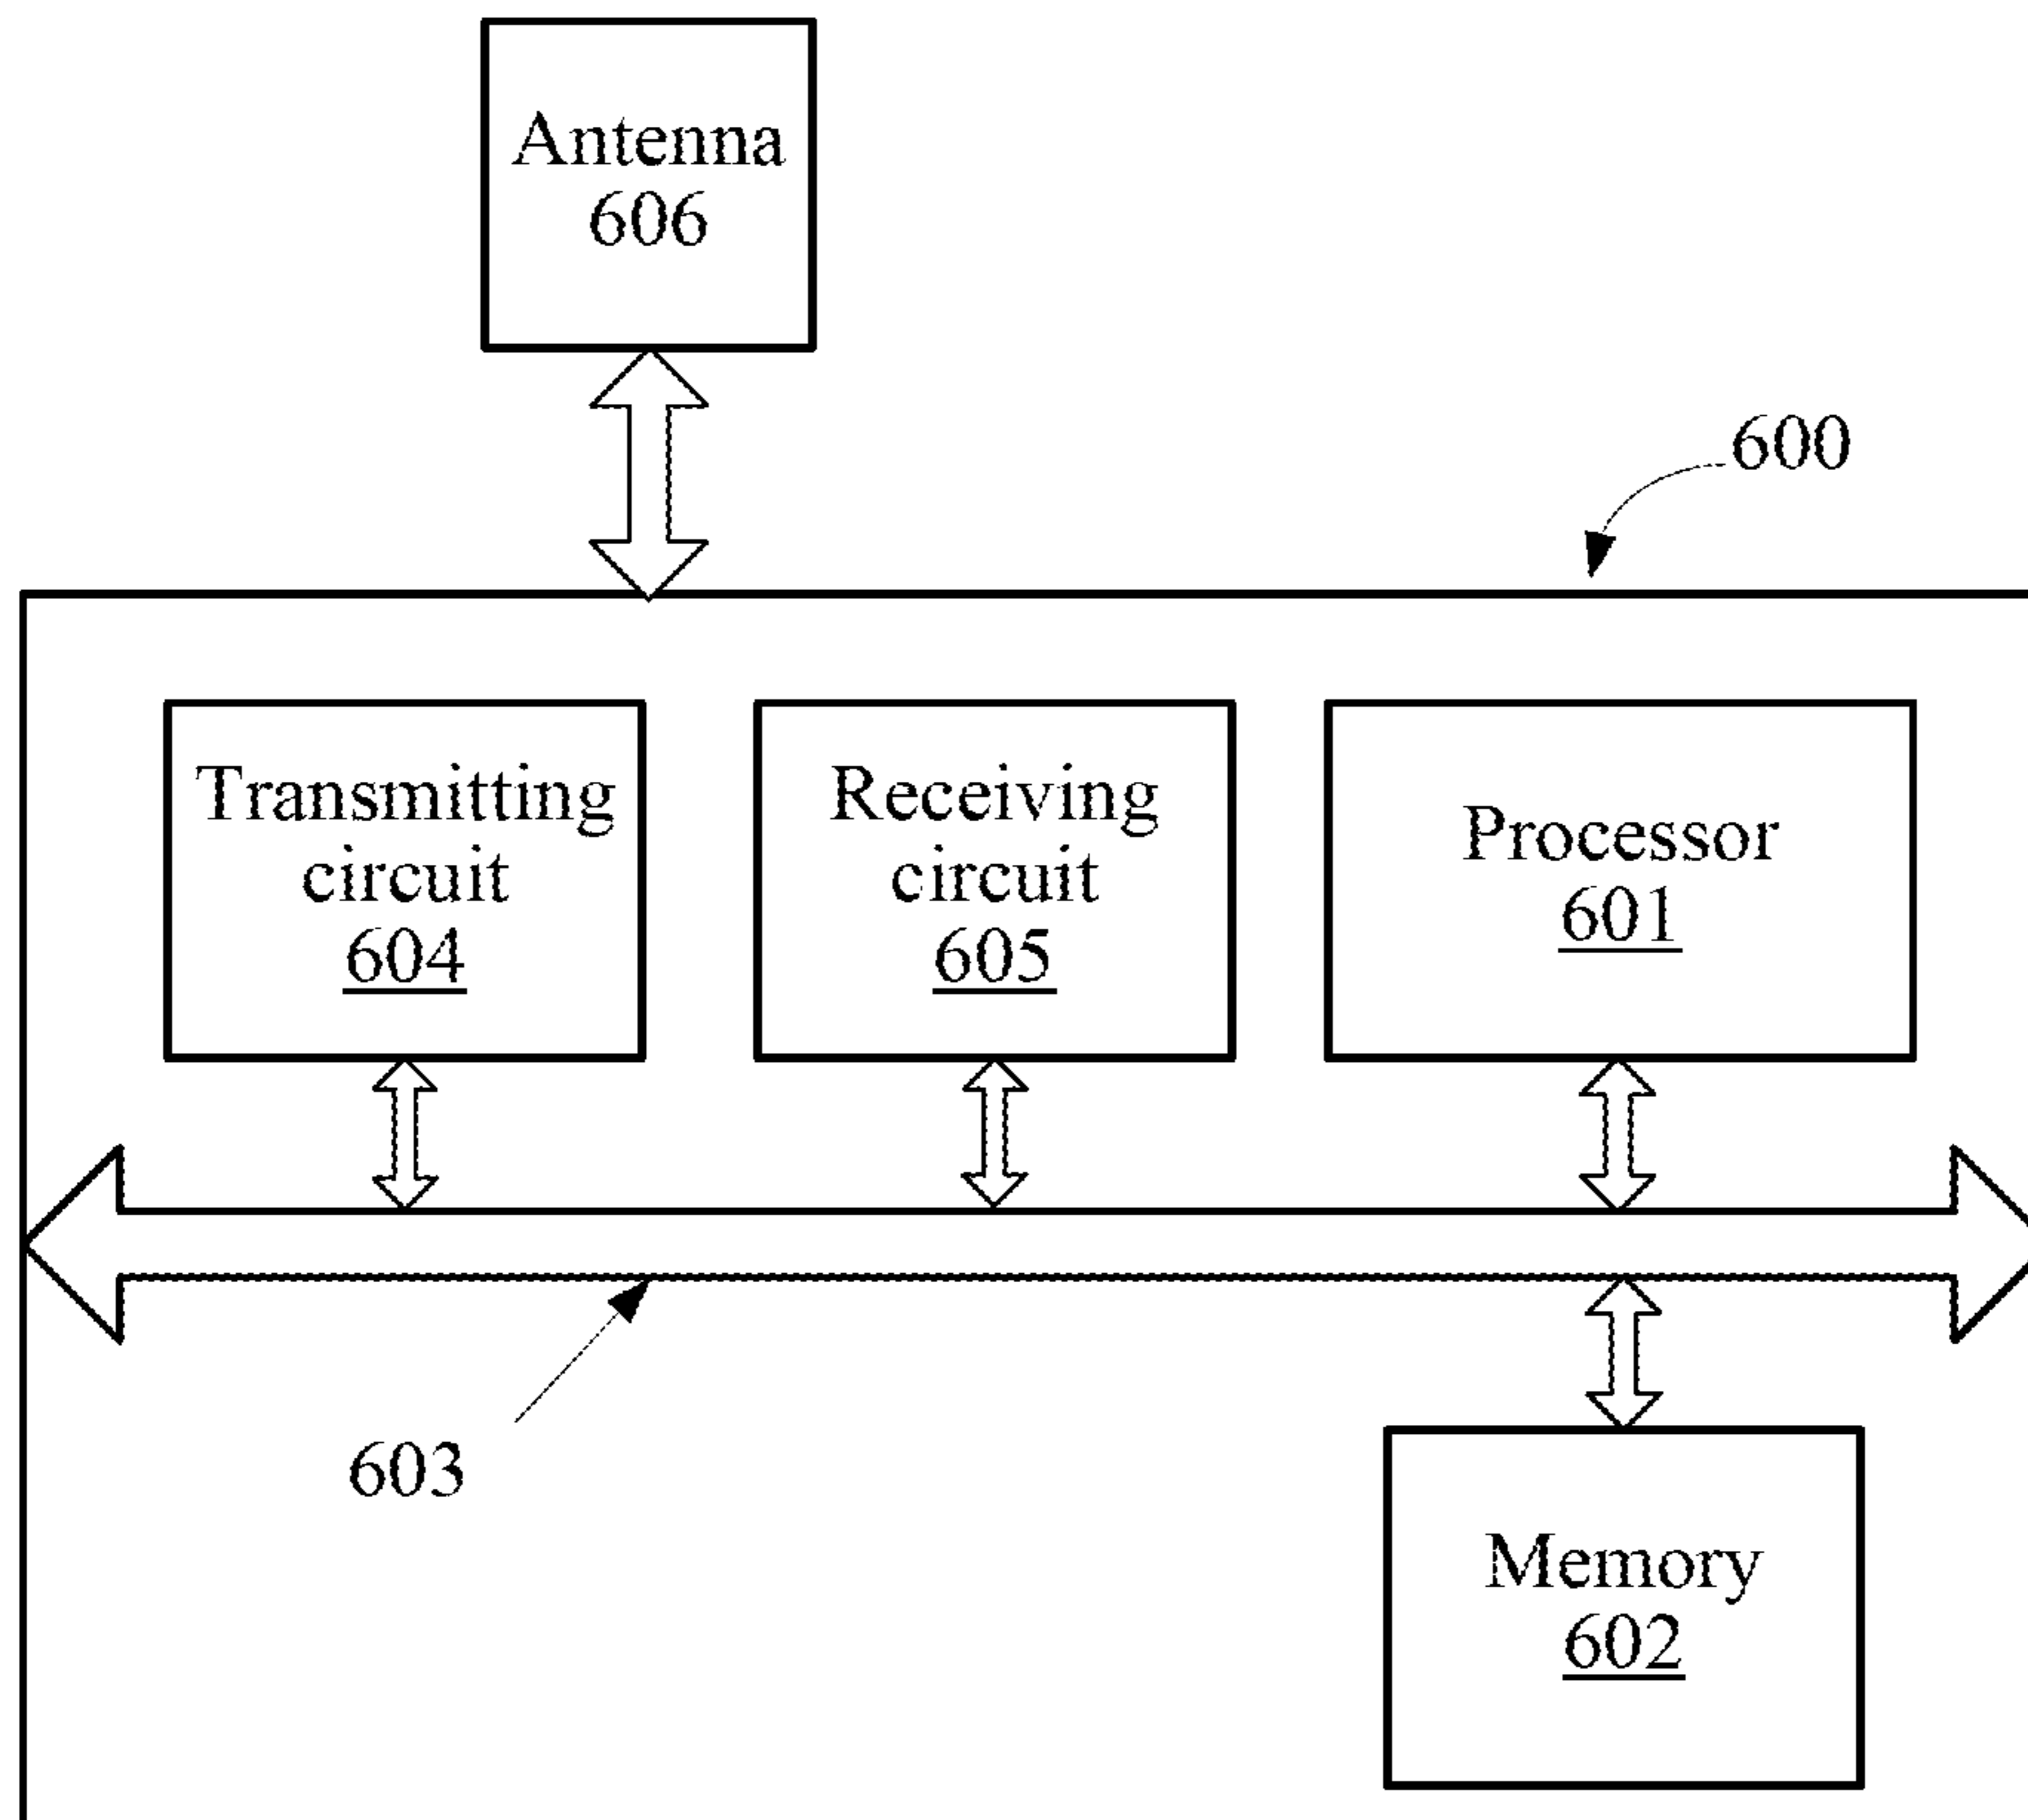 Antenna
606
600
Transmitting
circuit
604
Receiving
circuit
605
Processor
601
603
Memory
602